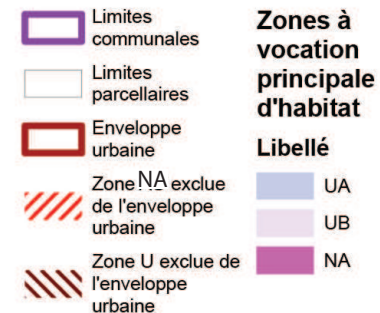 Limites
communales
Limites
parcellaires
Enveloppe
urbaine
Zone NA exclue
de l'enveloppe
urbaine
Zone U exclue de
l'enveloppe
urbaine
Zones à
vocation
principale
d'habitat
Libellé
UA
UB
NA